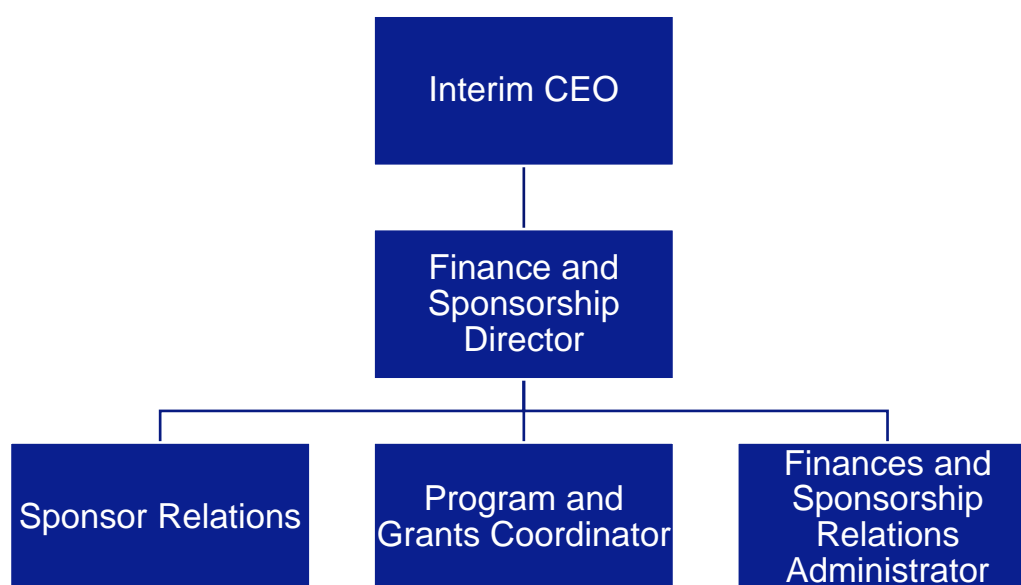 Interim CEO
Finance and
Sponsorship
Director
Sponsor Relations
Program and
Grants Coordinator
Finances and
Sponsorship
Relations
Administrator